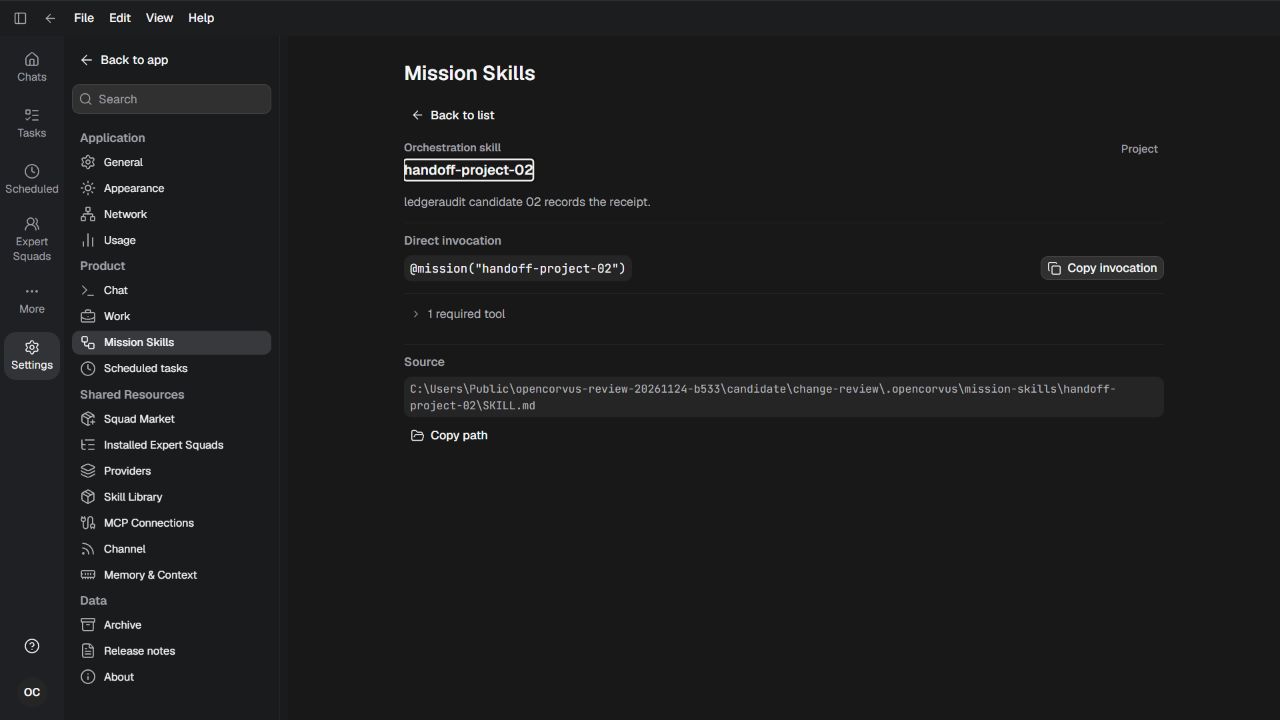 File Edit View Help
Chats
Tasks
Scheduled
Expert
Squads
More
Settings
OC
Back to app
Search
Application
General
Appearance
Network
Usage
Product
Chat
Work
Mission Skills
Scheduled tasks
Shared Resources
Squad Market
Installed Expert Squads
Providers
Skill Library
MCP Connections
Channel
Memory & Context
Data
Archive
Release notes
About
Mission Skills
Back to list
Orchestration skill
Project
handoff-project-02
ledgeraudit candidate 02 records the receipt.
Direct invocation
@mission("handoff-project-02")
Copy invocation
1 required tool
Source
C:\Users\Public\opencorvus-review-20261124-b533\candidate\change-review\.opencorvus\mission-skills\handoff-
project-02\SKILL.md
Copy path